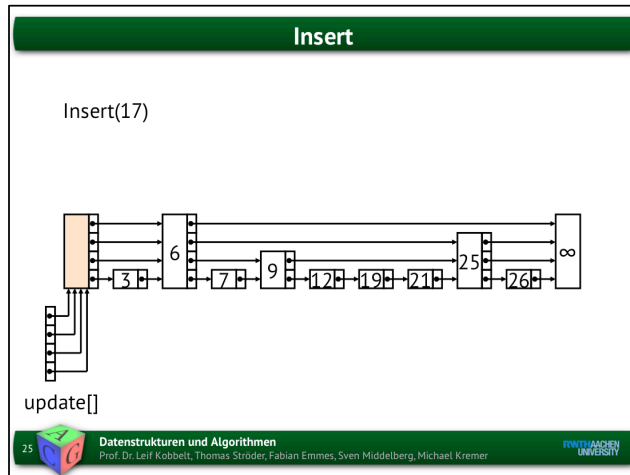 Insert
Insert(17)
3 6 7 9 12 19 21 25 26 ∞
update[]
25 A C G Datenstrukturen und Algorithmen
Prof. Dr. Leif Kobbelt, Thomas Ströder, Fabian Emmes, Sven Middelberg, Michael Kremer
RWTHAACHEN
UNIVERSITY